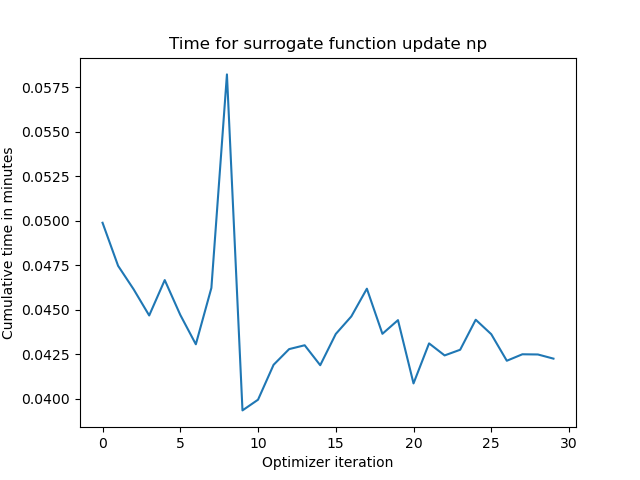 Time for surrogate function update np
Cumulative time in minutes
0.0575
0.0550
0.0525
0.0500
0.0475
0.0450
0.0425
0.0400
0 5 10 15 20 25 30
Optimizer iteration